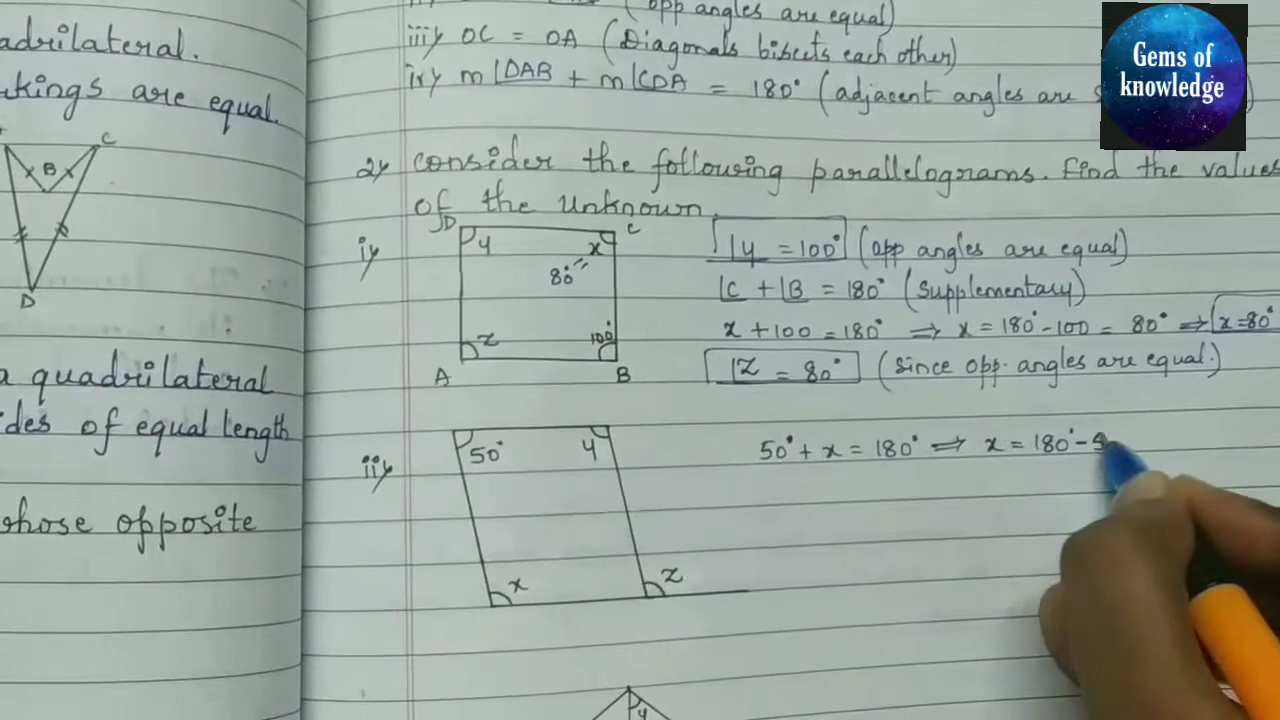 adrilateral.
kings are equal.
C
B
D
a quadrilateral
des of equal length
whose opposite
(opp angles are equal)
iii) OC = OA (Diagonals bisects each other)
iv) m∠DAB + m∠CDA = 180° (adjacent angles are
Gems of
knowledge
2) Consider the following parallelograms. Find the values
of the Unknown.
i)
D
C
y
x
80°
z
100°
A
B
∠y = 100° (opp angles are equal)
∠C + ∠B = 180° (Supplementary)
x + 100 = 180° ⇒ x = 180° - 100 = 80° ⇒ x = 80°
∠z = 80° (Since opp. angles are equal.)
ii)
50°
y
x
z
50° + x = 180° ⇒ x = 180° -
y